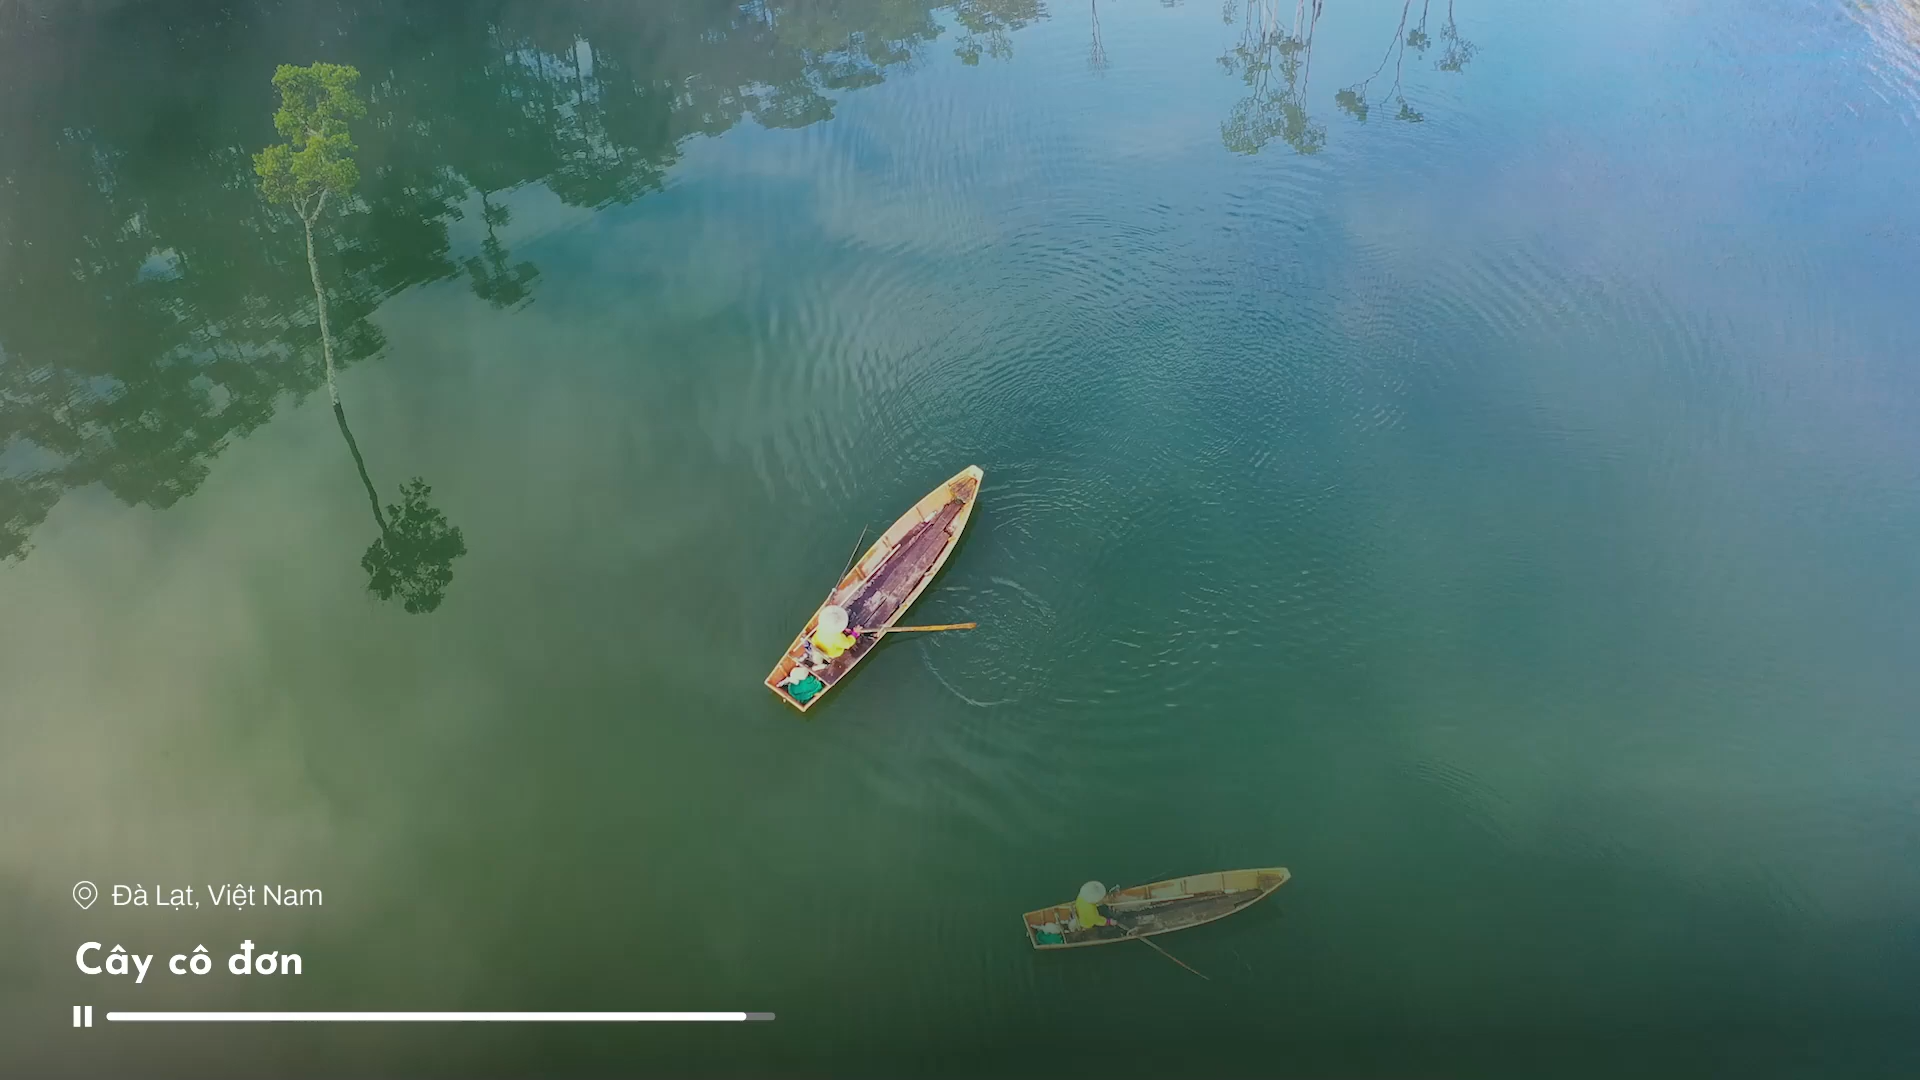 Đà Lạt, Việt Nam
Cây cô đơn